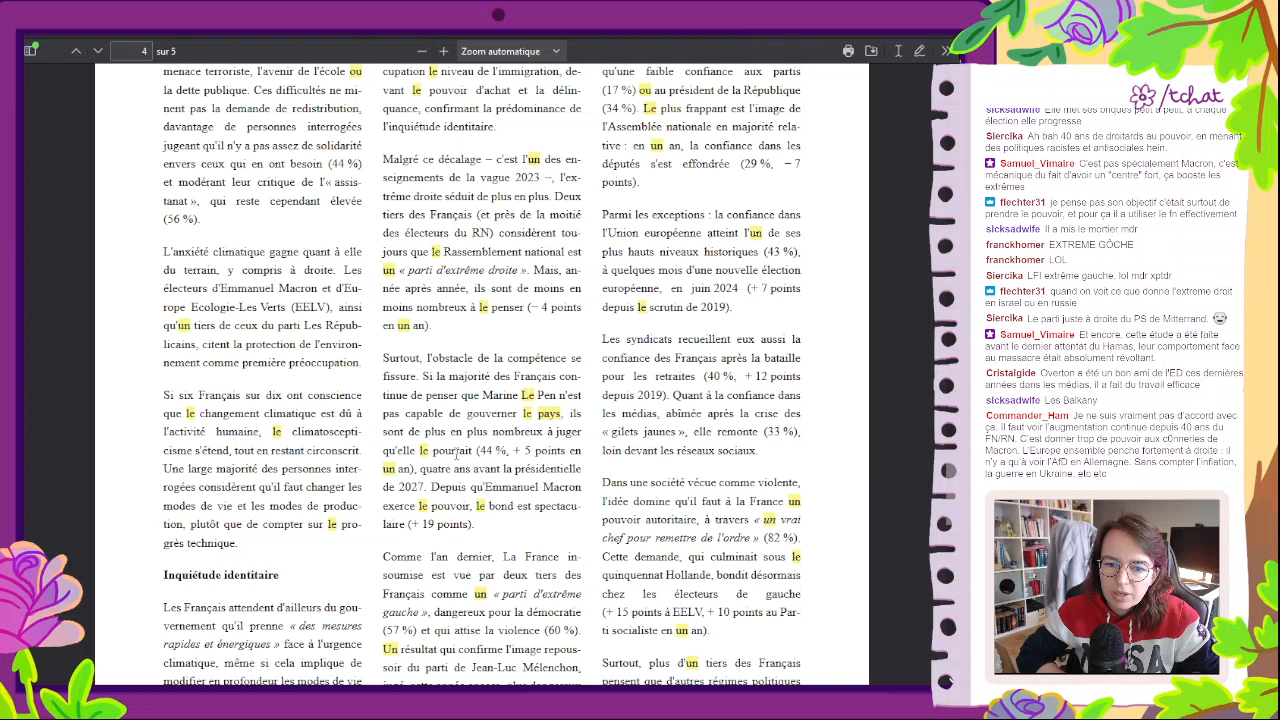 4
sur 5
Zoom automatique
menace terroriste, l'avenir de l'école ou
la dette publique. Ces difficultés ne mi-
nent pas la demande de redistribution,
davantage de personnes interrogées
jugeant qu'il n'y a pas assez de solidarité
envers ceux qui en ont besoin (44 %)
et modérant leur critique de l'« assis-
tanat », qui reste cependant élevée
(56 %).
L'anxiété climatique gagne quant à elle
du terrain, y compris à droite. Les
électeurs d'Emmanuel Macron et d'Eu-
rope Ecologie-Les Verts (EELV), ainsi
qu'un tiers de ceux du parti Les Répub-
licains, citent la protection de l'environ-
nement comme première préoccupation.
Si six Français sur dix ont conscience
que le changement climatique est dû à
l'activité humaine, le climatoscepti-
cisme s'étend, tout en restant circonscrit.
Une large majorité des personnes inter-
rogées considèrent qu'il faut changer les
modes de vie et les modes de produc-
tion, plutôt que de compter sur le pro-
grès technique.
Inquiétude identitaire
Les Français attendent d'ailleurs du gou-
vernement qu'il prenne « des mesures
rapides et énergiques » face à l'urgence
climatique, même si cela implique de
modifier en profondeur les modes de vie
cupation le niveau de l'immigration, de-
vant le pouvoir d'achat et la délin-
quance, confirmant la prédominance de
l'inquiétude identitaire.
Malgré ce décalage – c'est l'un des en-
seignements de la vague 2023 –, l'ex-
trême droite séduit de plus en plus. Deux
tiers des Français (et près de la moitié
des électeurs du RN) considèrent tou-
jours que le Rassemblement national est
un « parti d'extrême droite ». Mais, an-
née après année, ils sont de moins en
moins nombreux à le penser (− 4 points
en un an).
Surtout, l'obstacle de la compétence se
fissure. Si la majorité des Français con-
tinue de penser que Marine Le Pen n'est
pas capable de gouverner le pays, ils
sont de plus en plus nombreux à juger
qu'elle le pourrait (44 %, + 5 points en
un an), quatre ans avant la présidentielle
de 2027. Depuis qu'Emmanuel Macron
exerce le pouvoir, le bond est spectacu-
laire (+ 19 points).
Comme l'an dernier, La France in-
soumise est vue par deux tiers des
Français comme un « parti d'extrême
gauche », dangereux pour la démocratie
(57 %) et qui attise la violence (60 %).
Un résultat qui confirme l'image repous-
soir du parti de Jean-Luc Mélenchon,
qu'une faible confiance aux partis
(17 %) ou au président de la République
(34 %). Le plus frappant est l'image de
l'Assemblée nationale en majorité rela-
tive : en un an, la confiance dans les
députés s'est effondrée (29 %, − 7
points).
Parmi les exceptions : la confiance dans
l'Union européenne atteint l'un de ses
plus hauts niveaux historiques (43 %),
à quelques mois d'une nouvelle élection
européenne, en juin 2024 (+ 7 points
depuis le scrutin de 2019).
Les syndicats recueillent eux aussi la
confiance des Français après la bataille
pour les retraites (40 %, + 12 points
depuis 2019). Quant à la confiance dans
les médias, abîmée après la crise des
« gilets jaunes », elle remonte (33 %),
loin devant les réseaux sociaux.
Dans une société vécue comme violente,
l'idée domine qu'il faut à la France un
pouvoir autoritaire, à travers « un vrai
chef pour remettre de l'ordre » (82 %).
Cette demande, qui culminait sous le
quinquennat Hollande, bondit désormais
chez les électeurs de gauche
(+ 15 points à EELV, + 10 points au Par-
ti socialiste en un an).
Surtout, plus d'un tiers des Français
pensent que d'autres régimes politiques
/tchat
sicksadwife Elle met ses briques petit à petit, à chaque
élection elle progresse
Siercika Ah bah 40 ans de droitards au pouvoir, en menant
des politiques racistes et antisociales hein.
Samuel_Vimaire C'est pas spécialement Macron, c'est
mécanique du fait d'avoir un "centre" fort, ça booste les
extrêmes
flechter31 je pense pas son objectif c'était surtout de
prendre le pouvoir, et pour ça il a utiliser le fn effectivement
sicksadwife Il a mis le mortier mdr
franckhomer EXTREME GÔCHE
franckhomer LOL
Siercika LFI extrême gauche, lol mdr xptdr
flechter31 quand on voit ce que donne l'extreme droit
en israel ou en russie
Siercika Le parti juste à droite du PS de Mitterrand.
Samuel_Vimaire Et encore, cette étude a été faite
avant le dernier attentat du Hamas, leur comportement face
au massacre était absolument révoltant.
Cristalgide Overton a été un bon ami de l'ED ces dernières
années dans les médias, il a fait du travail efficace
sicksadwife Les Balkany
Commander_Ham Je ne suis vraiment pas d'accord avec
ça. Il faut voir l'augmentation continue depuis 40 ans du
FN/RN. C'est donner trop de pouvoir aux c0nneries de
Macron. L'Europe ensemble penche fortement à droite : il
n'y a qu'à voir l'AfD en Allemagne. Sans compter l'inflation,
la guerre en Ukraine, etc etc